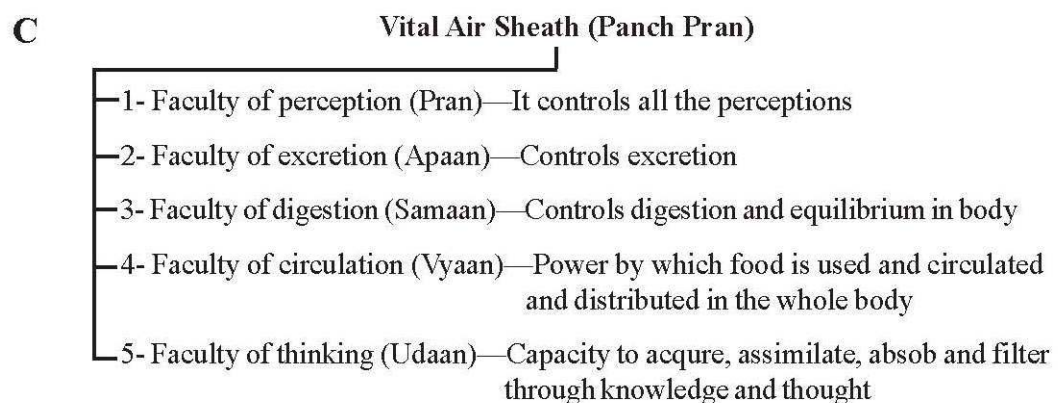 C
Vital Air Sheath (Panch Pran)
1- Faculty of perception (Pran)—It controls all the perceptions
2- Faculty of excretion (Apaan)—Controls excretion
3- Faculty of digestion (Samaan)—Controls digestion and equilibrium in body
4- Faculty of circulation (Vyaan)—Power by which food is used and circulated
and distributed in the whole body
5- Faculty of thinking (Udaan)—Capacity to acqure, assimilate, absob and filter
through knowledge and thought